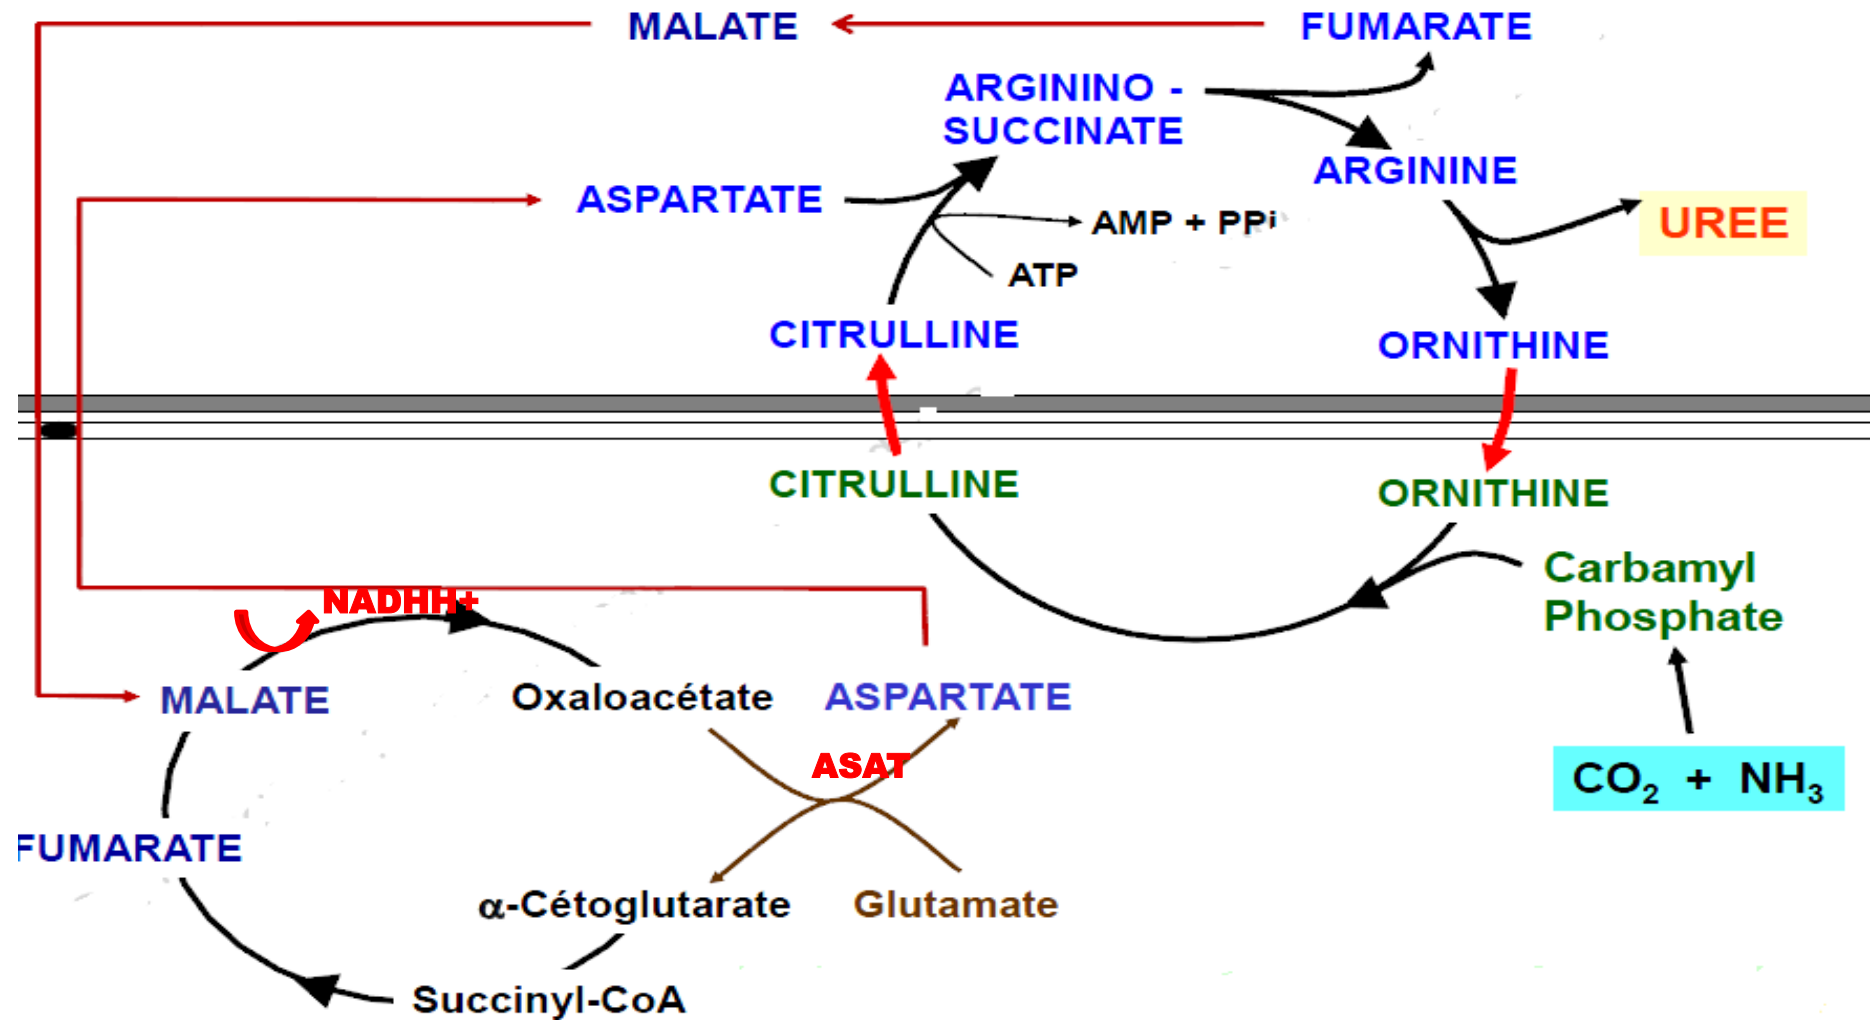 MALATE
FUMARATE
ARGININO -
SUCCINATE
ARGININE
ASPARTATE
AMP + PPi
UREE
ATP
CITRULLINE
ORNITHINE
CITRULLINE
ORNITHINE
Carbamyl
Phosphate
NADHH+
MALATE
Oxaloacétate
ASPARTATE
ASAT
CO₂ + NH₃
FUMARATE
α-Cétoglutarate
Glutamate
Succinyl-CoA